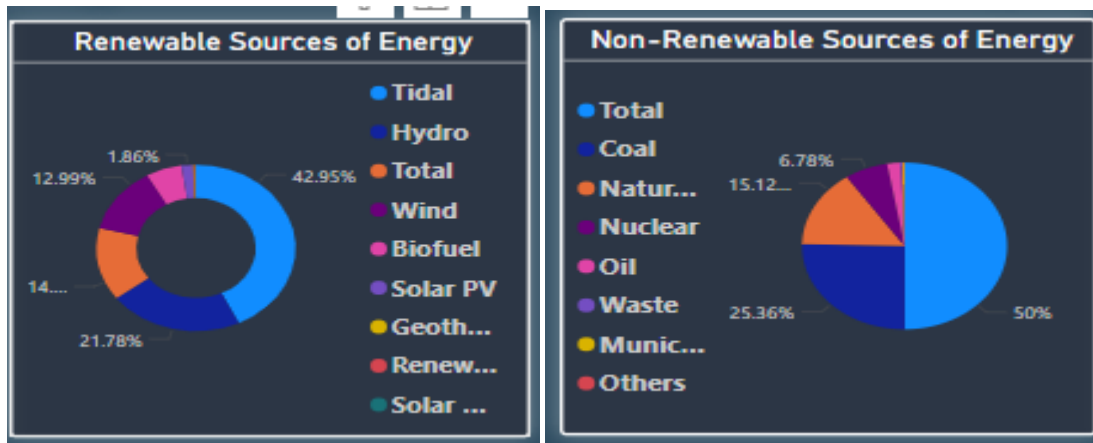 Renewable Sources of Energy
Tidal
Hydro
Total
Wind
Biofuel
Solar PV
Geoth...
Renew...
Solar ...
1.86%
12.99%
42.95%
14....
21.78%
Non-Renewable Sources of Energy
Total
Coal
Natur...
Nuclear
Oil
Waste
Munic...
Others
6.78%
15.12...
25.36%
50%